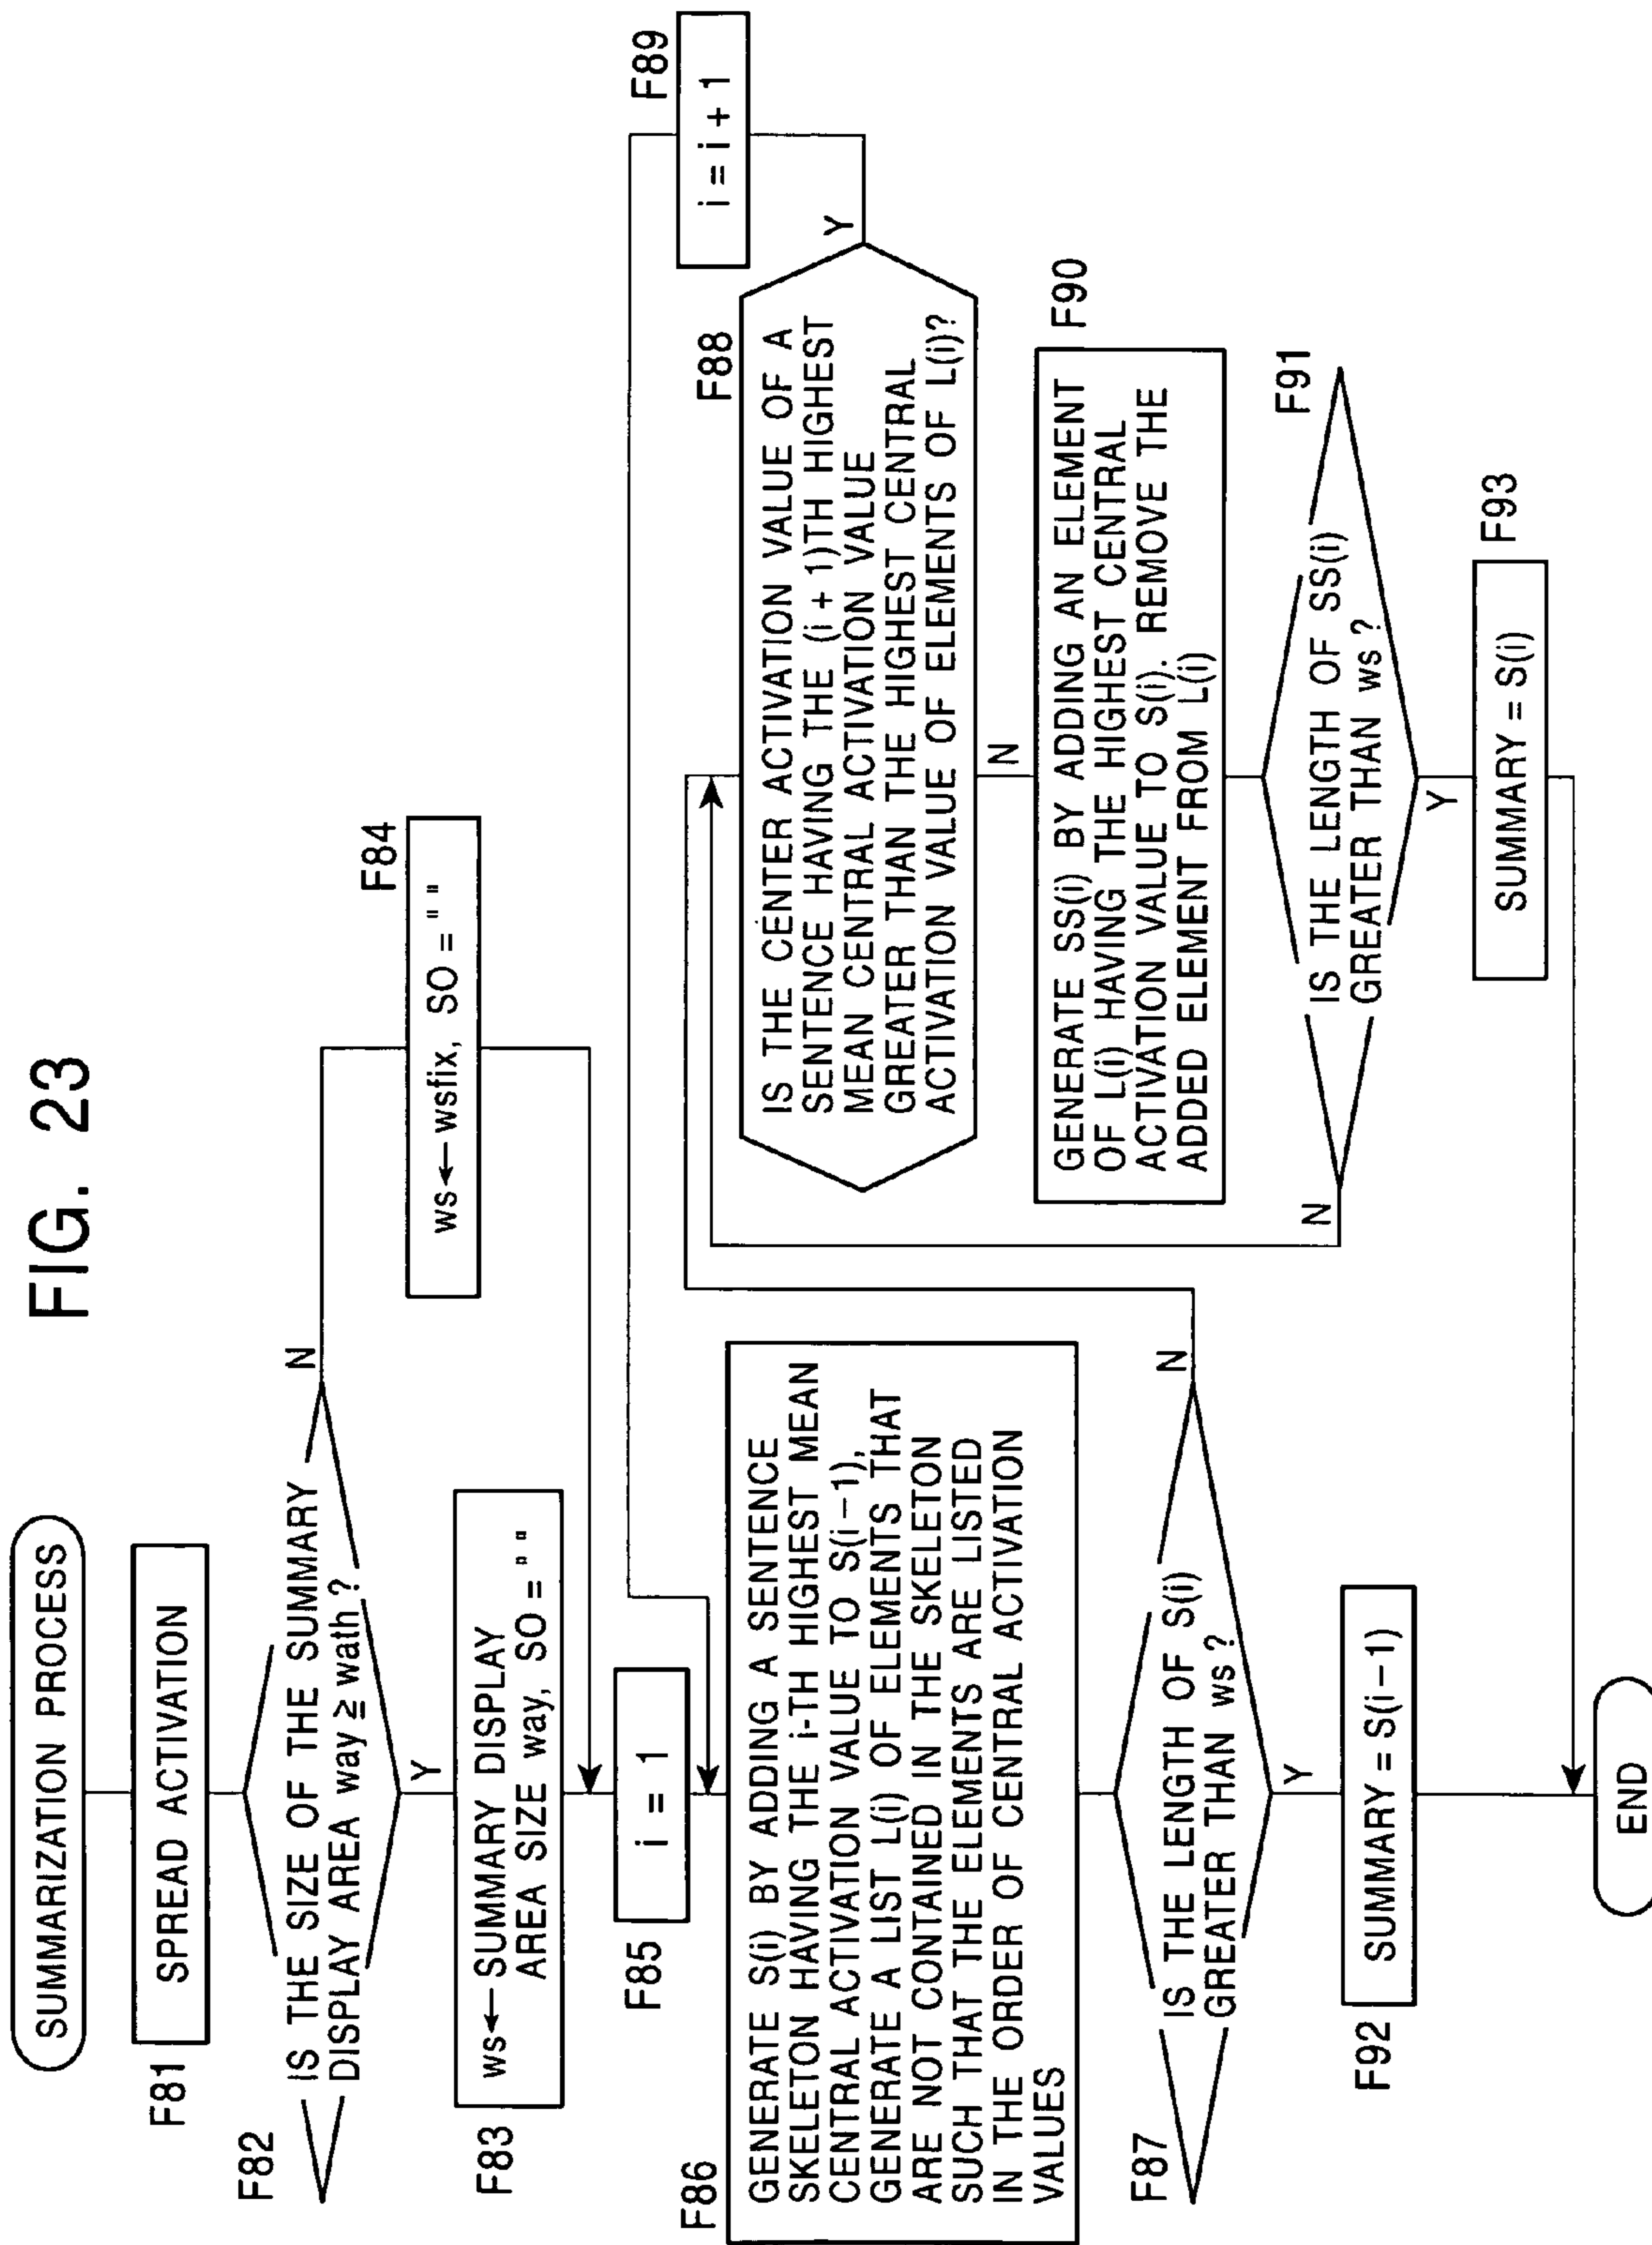 FIG. 23
SUMMARIZATION PROCESS
F81
SPREAD ACTIVATION
F82
IS THE SIZE OF THE SUMMARY
DISPLAY AREA way ≧ wath ?
N
Y
F83
ws←SUMMARY DISPLAY
AREA SIZE way, SO = " "
F84
ws←wsfix, SO = " "
F85
i = 1
F86
GENERATE S(i) BY ADDING A SENTENCE
SKELETON HAVING THE i-TH HIGHEST MEAN
CENTRAL ACTIVATION VALUE TO S(i−1),
GENERATE A LIST L(i) OF ELEMENTS THAT
ARE NOT CONTAINED IN THE SKELETON
SUCH THAT THE ELEMENTS ARE LISTED
IN THE ORDER OF CENTRAL ACTIVATION
VALUES
F87
IS THE LENGTH OF S(i)
GREATER THAN ws ?
N
Y
F92
SUMMARY = S(i−1)
END
F89
i = i + 1
F88
Y
IS THE CENTER ACTIVATION VALUE OF A
SENTENCE HAVING THE (i + 1)TH HIGHEST
MEAN CENTRAL ACTIVATION VALUE
GREATER THAN THE HIGHEST CENTRAL
ACTIVATION VALUE OF ELEMENTS OF L(i)?
N
F90
GENERATE SS(i) BY ADDING AN ELEMENT
OF L(i) HAVING THE HIGHEST CENTRAL
ACTIVATION VALUE TO S(i). REMOVE THE
ADDED ELEMENT FROM L(i)
F91
N
IS THE LENGTH OF SS(i)
GREATER THAN ws ?
Y
F93
SUMMARY = S(i)